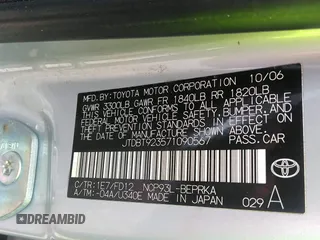 MFD. BY: TOYOTA MOTOR CORPORATION 10/06
GVWR 3300LB GAWR FR 1840LB RR 1820LB
THIS VEHICLE CONFORMS TO ALL APPLICABLE
FEDERAL MOTOR VEHICLE SAFETY, BUMPER, AND
THEFT PREVENTION STANDARDS IN EFFECT ON
THE DATE OF MANUFACTURE SHOWN ABOVE.
JTDBT923571090567 PASS.CAR
C/TR: 1E7/FD12 NCP93L-BEPRKA
-04A/U340E MADE IN JAPAN 029 A
DREAMBID